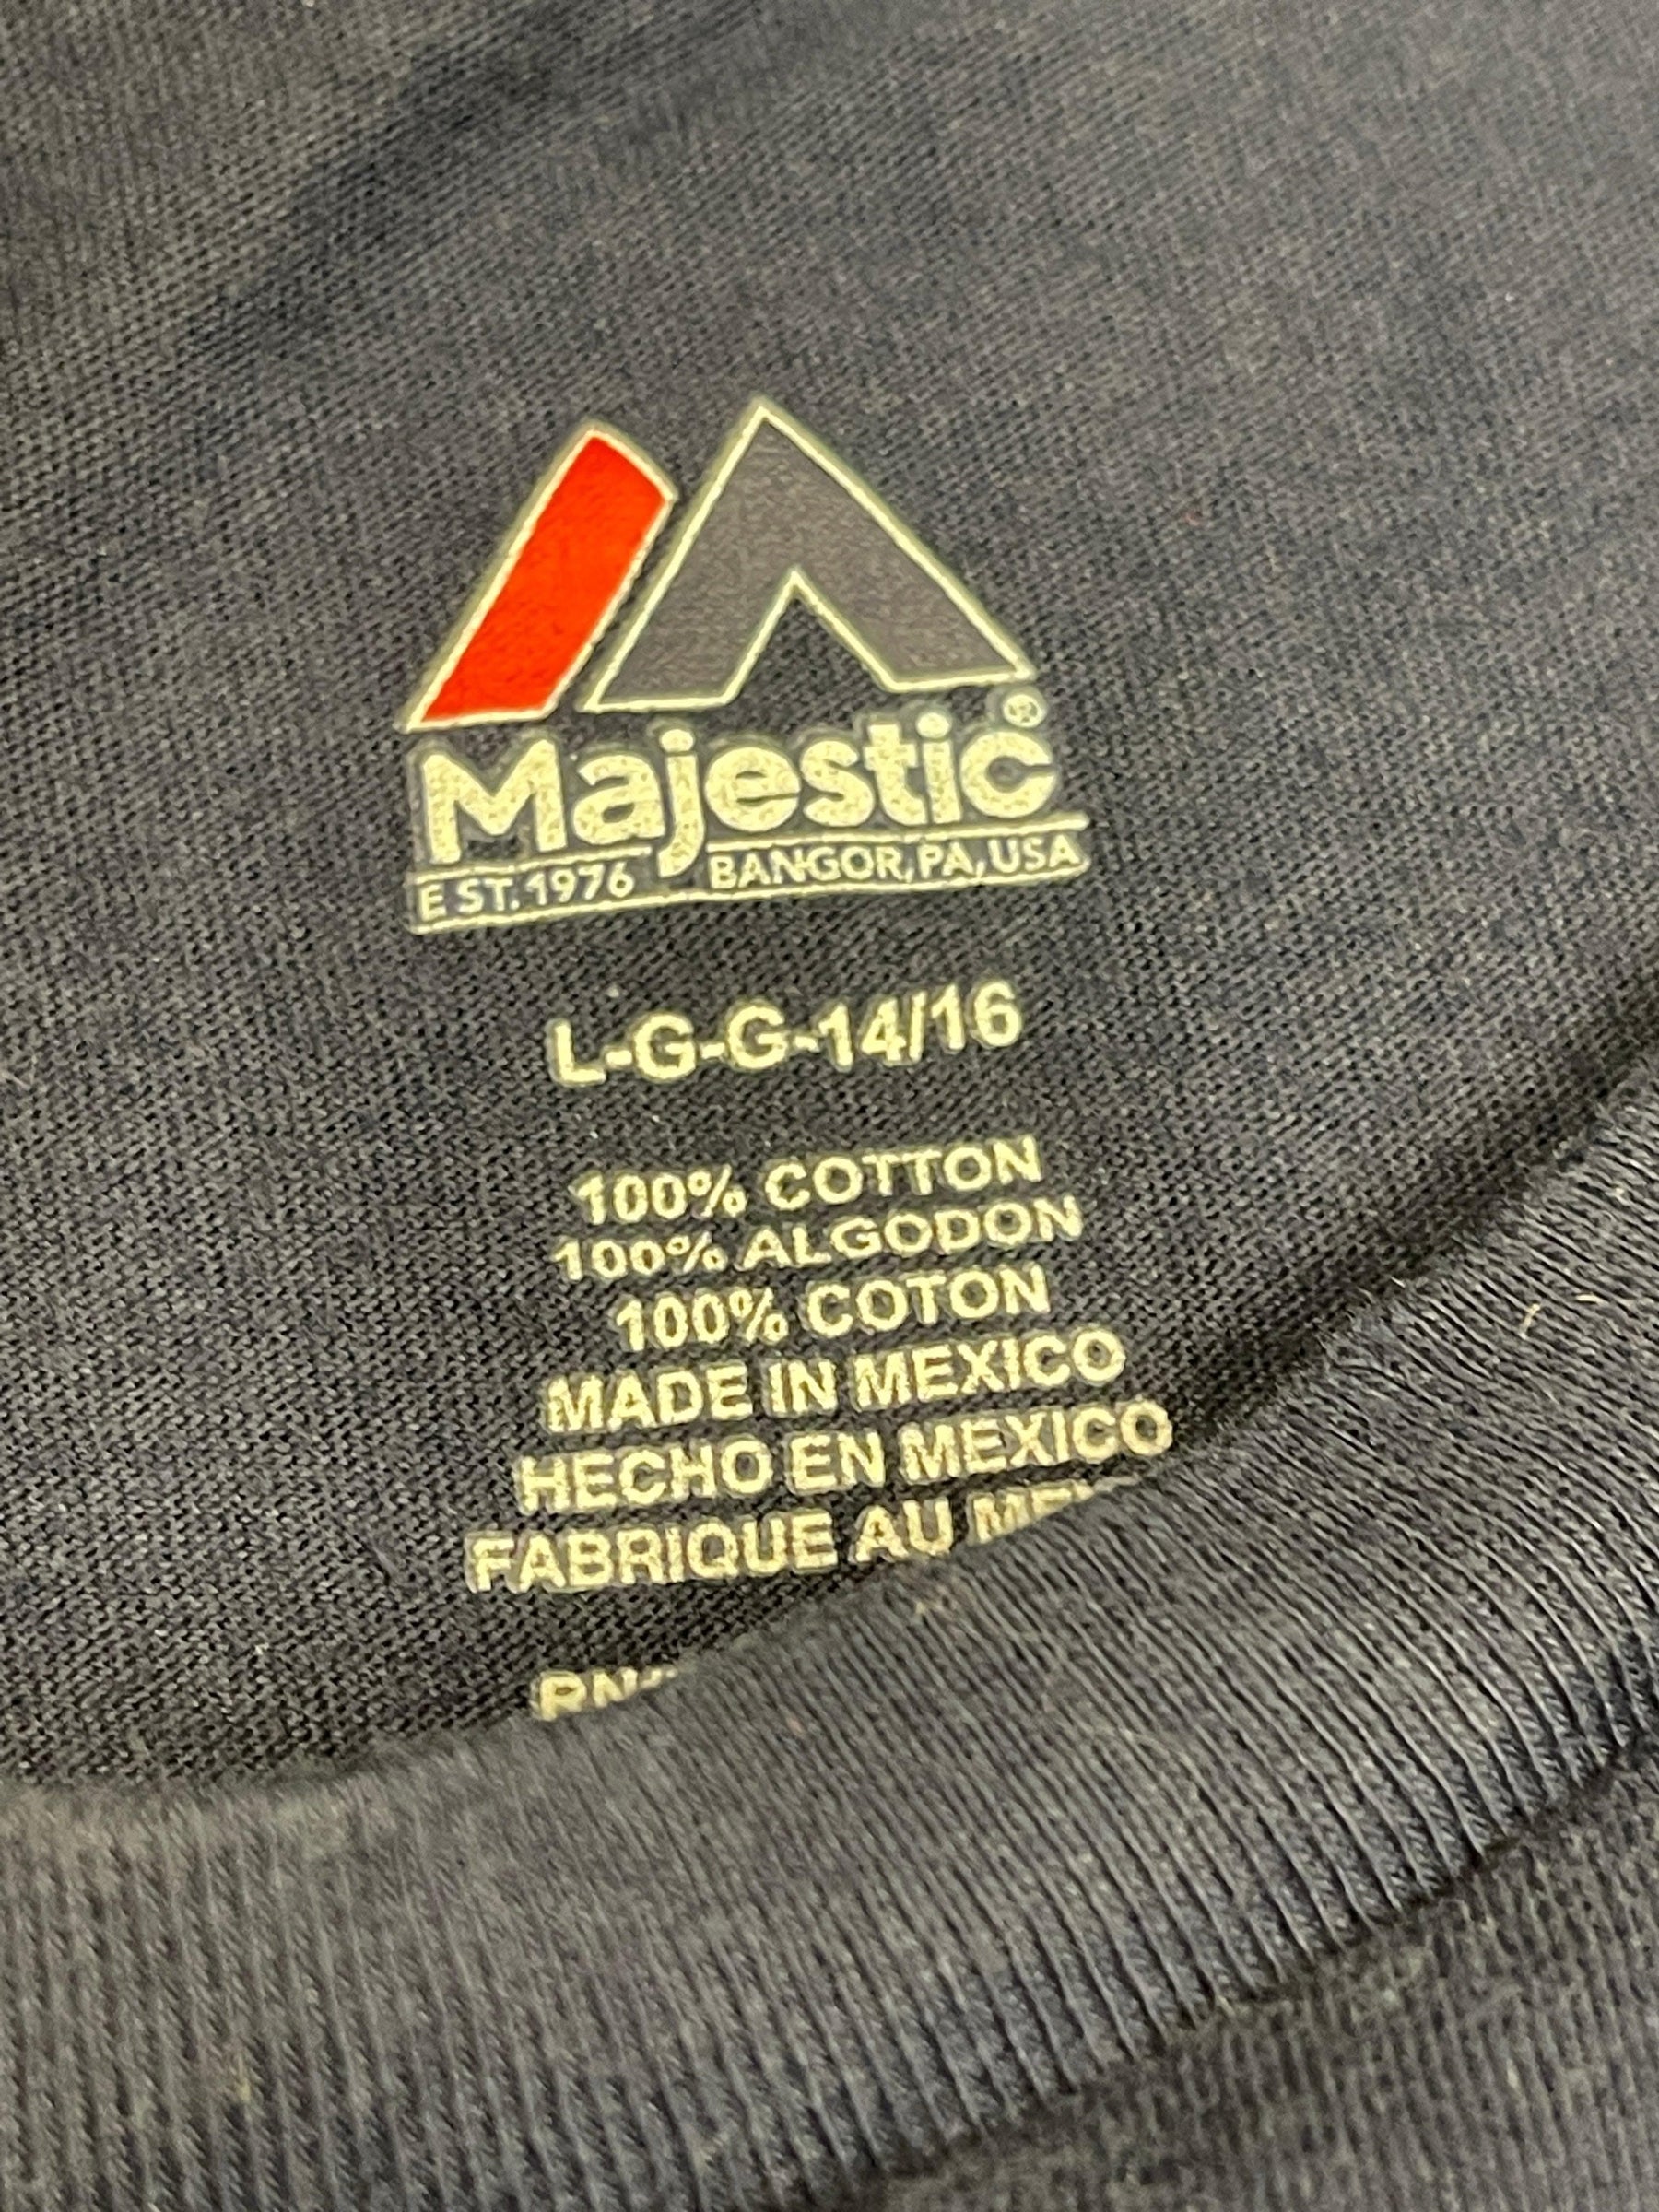 Majestic®
EST. 1976 BANGOR, PA, USA
L-G-G-14/16
100% COTTON
100% ALGODON
100% COTON
MADE IN MEXICO
HECHO EN MEXICO
FABRIQUE AU